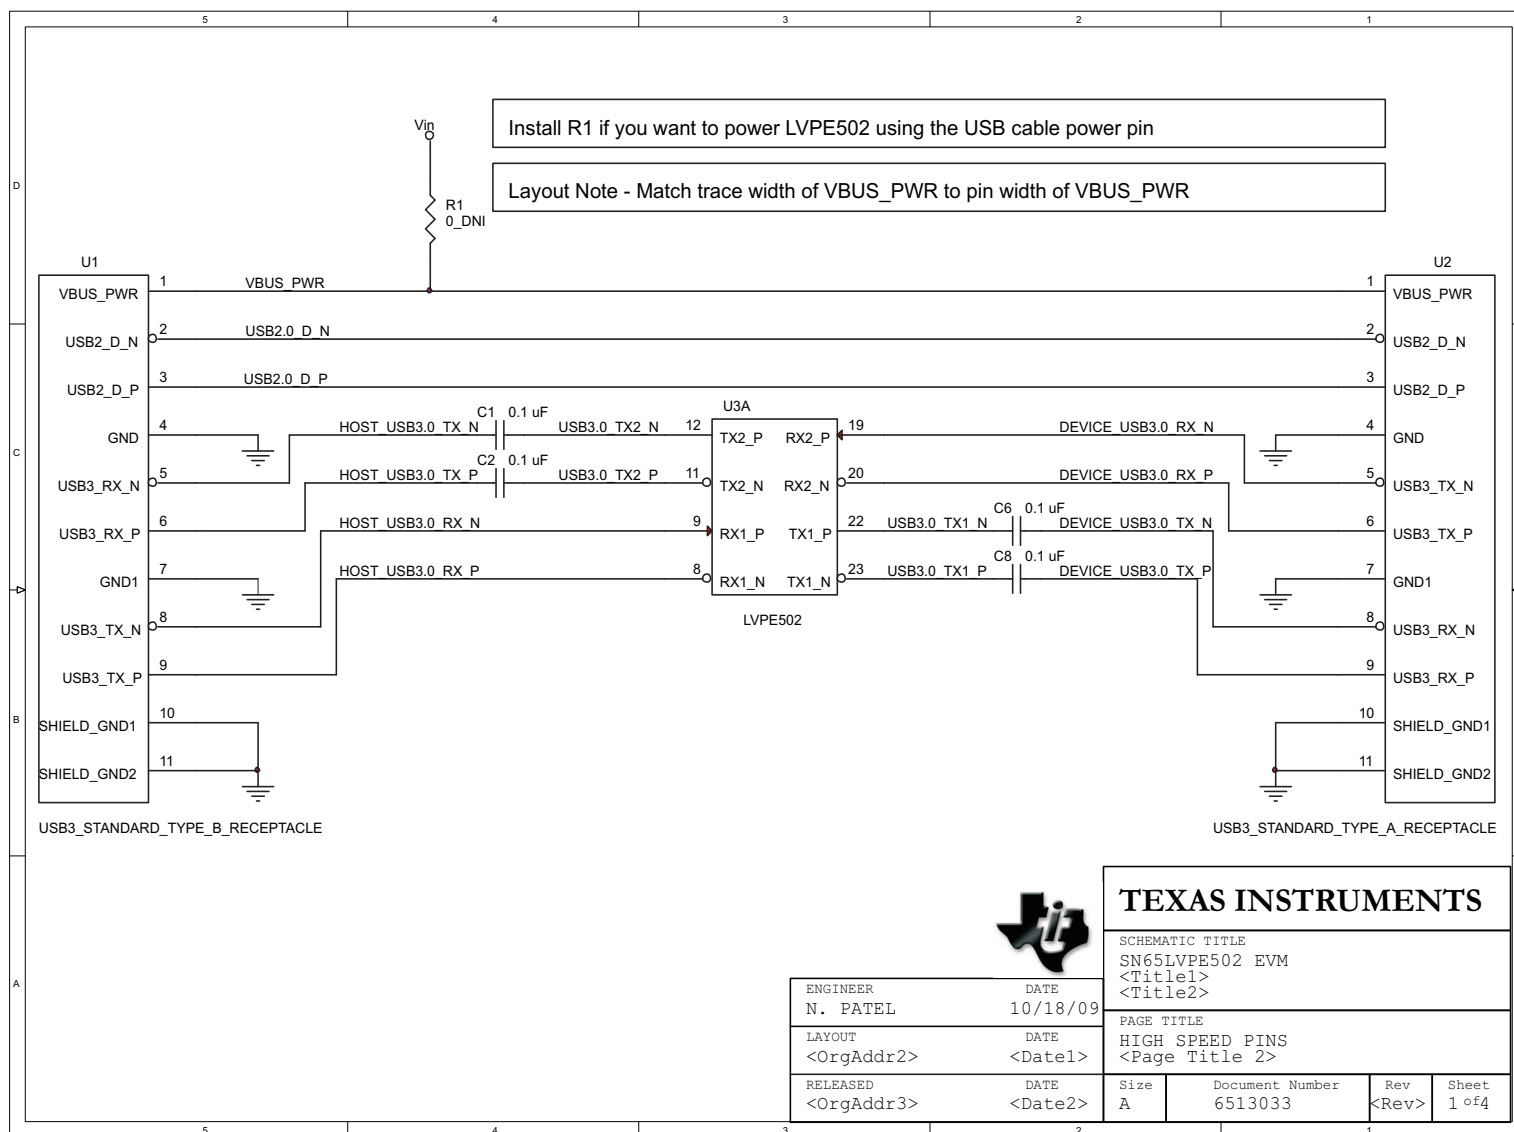 5 4 3 2 1
Vin
Install R1 if you want to power LVPE502 using the USB cable power pin
D
Layout Note - Match trace width of VBUS_PWR to pin width of VBUS_PWR
R1
0_DNI
U1 U2
VBUS_PWR 1 VBUS_PWR 1 VBUS_PWR
USB2_D_N 2 USB2.0_D_N 2 USB2_D_N
USB2_D_P 3 USB2.0_D_P 3 USB2_D_P
C1 0.1 uF U3A
GND 4 HOST_USB3.0_TX_N USB3.0_TX2_N 12 TX2_P RX2_P 19 DEVICE_USB3.0_RX_N 4 GND
C
C2 0.1 uF
USB3_RX_N 5 HOST_USB3.0_TX_P USB3.0_TX2_P 11 TX2_N RX2_N 20 DEVICE_USB3.0_RX_P 5 USB3_TX_N
C6 0.1 uF
USB3_RX_P 6 HOST_USB3.0_RX_N 9 RX1_P TX1_P 22 USB3.0_TX1_N DEVICE_USB3.0_TX_N 6 USB3_TX_P
C8 0.1 uF
GND1 7 HOST_USB3.0_RX_P 8 RX1_N TX1_N 23 USB3.0_TX1_P DEVICE_USB3.0_TX_P 7 GND1
LVPE502
USB3_TX_N 8 8 USB3_RX_N
USB3_TX_P 9 9 USB3_RX_P
B
SHIELD_GND1 10 10 SHIELD_GND1
SHIELD_GND2 11 11 SHIELD_GND2
USB3_STANDARD_TYPE_B_RECEPTACLE USB3_STANDARD_TYPE_A_RECEPTACLE
A
ti
TEXAS INSTRUMENTS
SCHEMATIC TITLE
SN65LVPE502 EVM
<Title1>
<Title2>
ENGINEER DATE
N. PATEL 10/18/09
PAGE TITLE
HIGH SPEED PINS
<Page Title 2>
LAYOUT DATE
<OrgAddr2> <Date1>
RELEASED DATE
<OrgAddr3> <Date2>
Size Document Number Rev Sheet
A 6513033 <Rev> 1 of 4
5 4 3 2 1